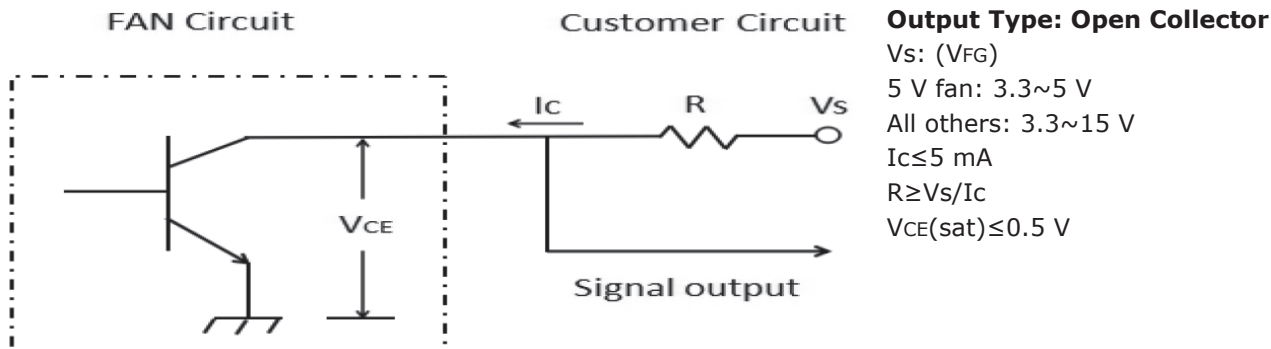 FAN Circuit
Customer Circuit
Ic
R
Vs
VCE
Signal output
Output Type: Open Collector
Vs: (VFG)
5 V fan: 3.3~5 V
All others: 3.3~15 V
Ic≤5 mA
R≥Vs/Ic
VCE(sat)≤0.5 V